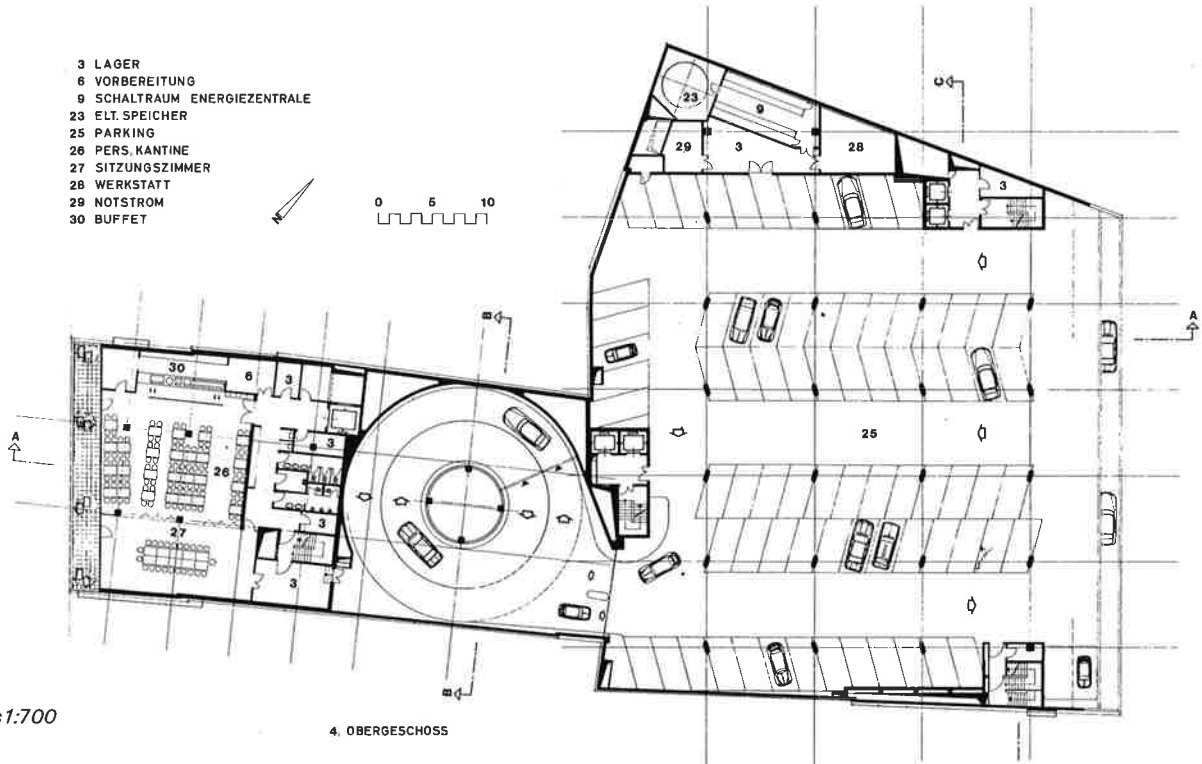 3 LAGER
6 VORBEREITUNG
9 SCHALTRAUM ENERGIEZENTRALE
23 ELT. SPEICHER
25 PARKING
26 PERS. KANTINE
27 SITZUNGSZIMMER
28 WERKSTATT
29 NOTSTROM
30 BUFFET
N
0 5 10
C
23
9
29
3
28
3
B
A
30
6
3
A
3
26
25
3
27
3
B
1:700
4. OBERGESCHOSS